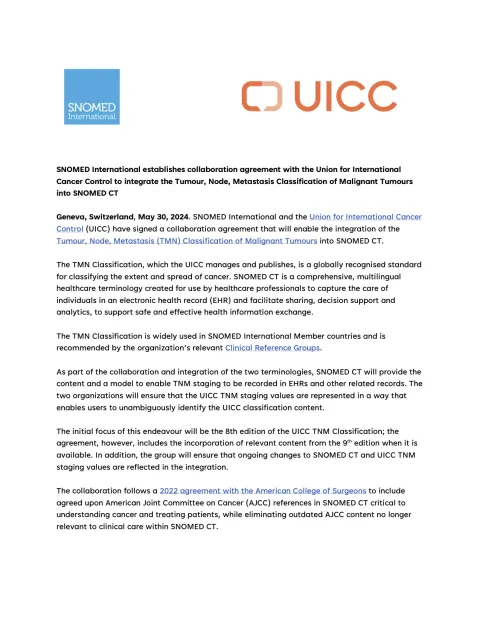 SNOMED
International
UICC
SNOMED International establishes collaboration agreement with the Union for International
Cancer Control to integrate the Tumour, Node, Metastasis Classification of Malignant Tumours
into SNOMED CT
Geneva, Switzerland, May 30, 2024. SNOMED International and the Union for International Cancer
Control (UICC) have signed a collaboration agreement that will enable the integration of the
Tumour, Node, Metastasis (TMN) Classification of Malignant Tumours into SNOMED CT.
The TMN Classification, which the UICC manages and publishes, is a globally recognised standard
for classifying the extent and spread of cancer. SNOMED CT is a comprehensive, multilingual
healthcare terminology created for use by healthcare professionals to capture the care of
individuals in an electronic health record (EHR) and facilitate sharing, decision support and
analytics, to support safe and effective health information exchange.
The TMN Classification is widely used in SNOMED International Member countries and is
recommended by the organization's relevant Clinical Reference Groups.
As part of the collaboration and integration of the two terminologies, SNOMED CT will provide the
content and a model to enable TNM staging to be recorded in EHRs and other related records. The
two organizations will ensure that the UICC TNM staging values are represented in a way that
enables users to unambiguously identify the UICC classification content.
The initial focus of this endeavour will be the 8th edition of the UICC TNM Classification; the
agreement, however, includes the incorporation of relevant content from the 9th edition when it is
available. In addition, the group will ensure that ongoing changes to SNOMED CT and UICC TNM
staging values are reflected in the integration.
The collaboration follows a 2022 agreement with the American College of Surgeons to include
agreed upon American Joint Committee on Cancer (AJCC) references in SNOMED CT critical to
understanding cancer and treating patients, while eliminating outdated AJCC content no longer
relevant to clinical care within SNOMED CT.